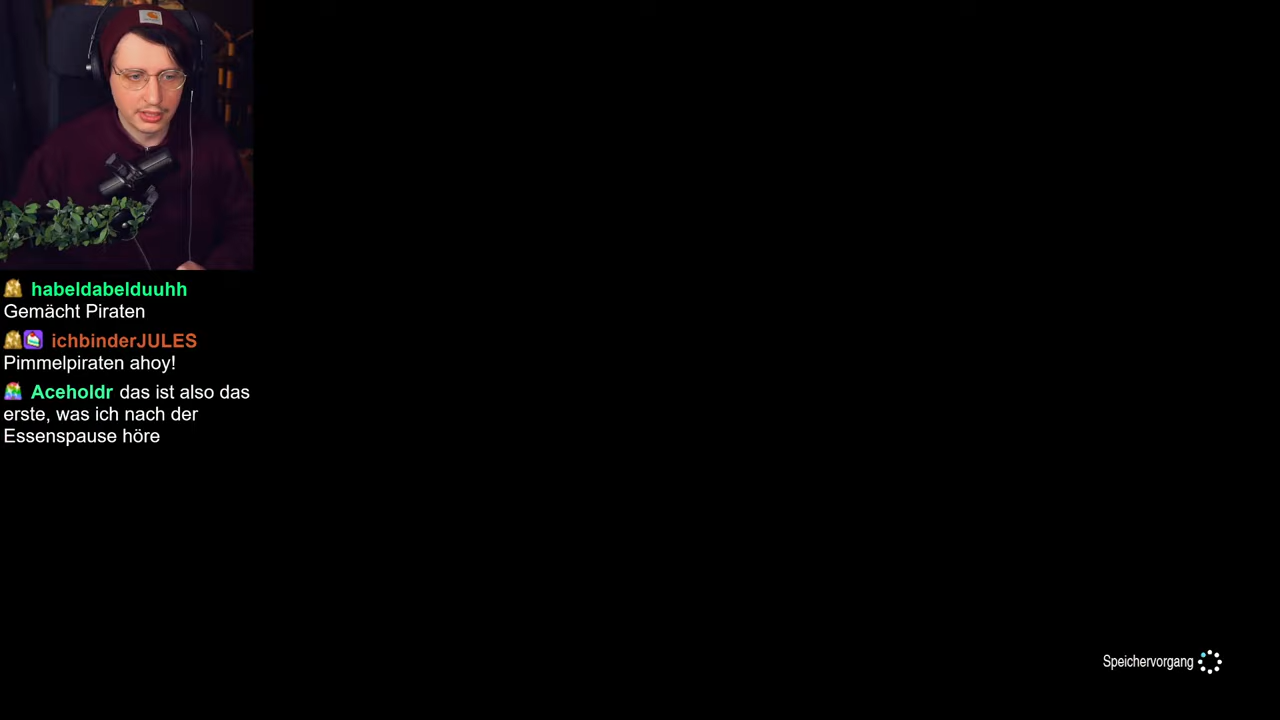 habeldabelduuhh
Gemächt Piraten
ichbinderJULES
Pimmelpiraten ahoy!
Aceholdr das ist also das
erste, was ich nach der
Essenspause höre
Speichervorgang